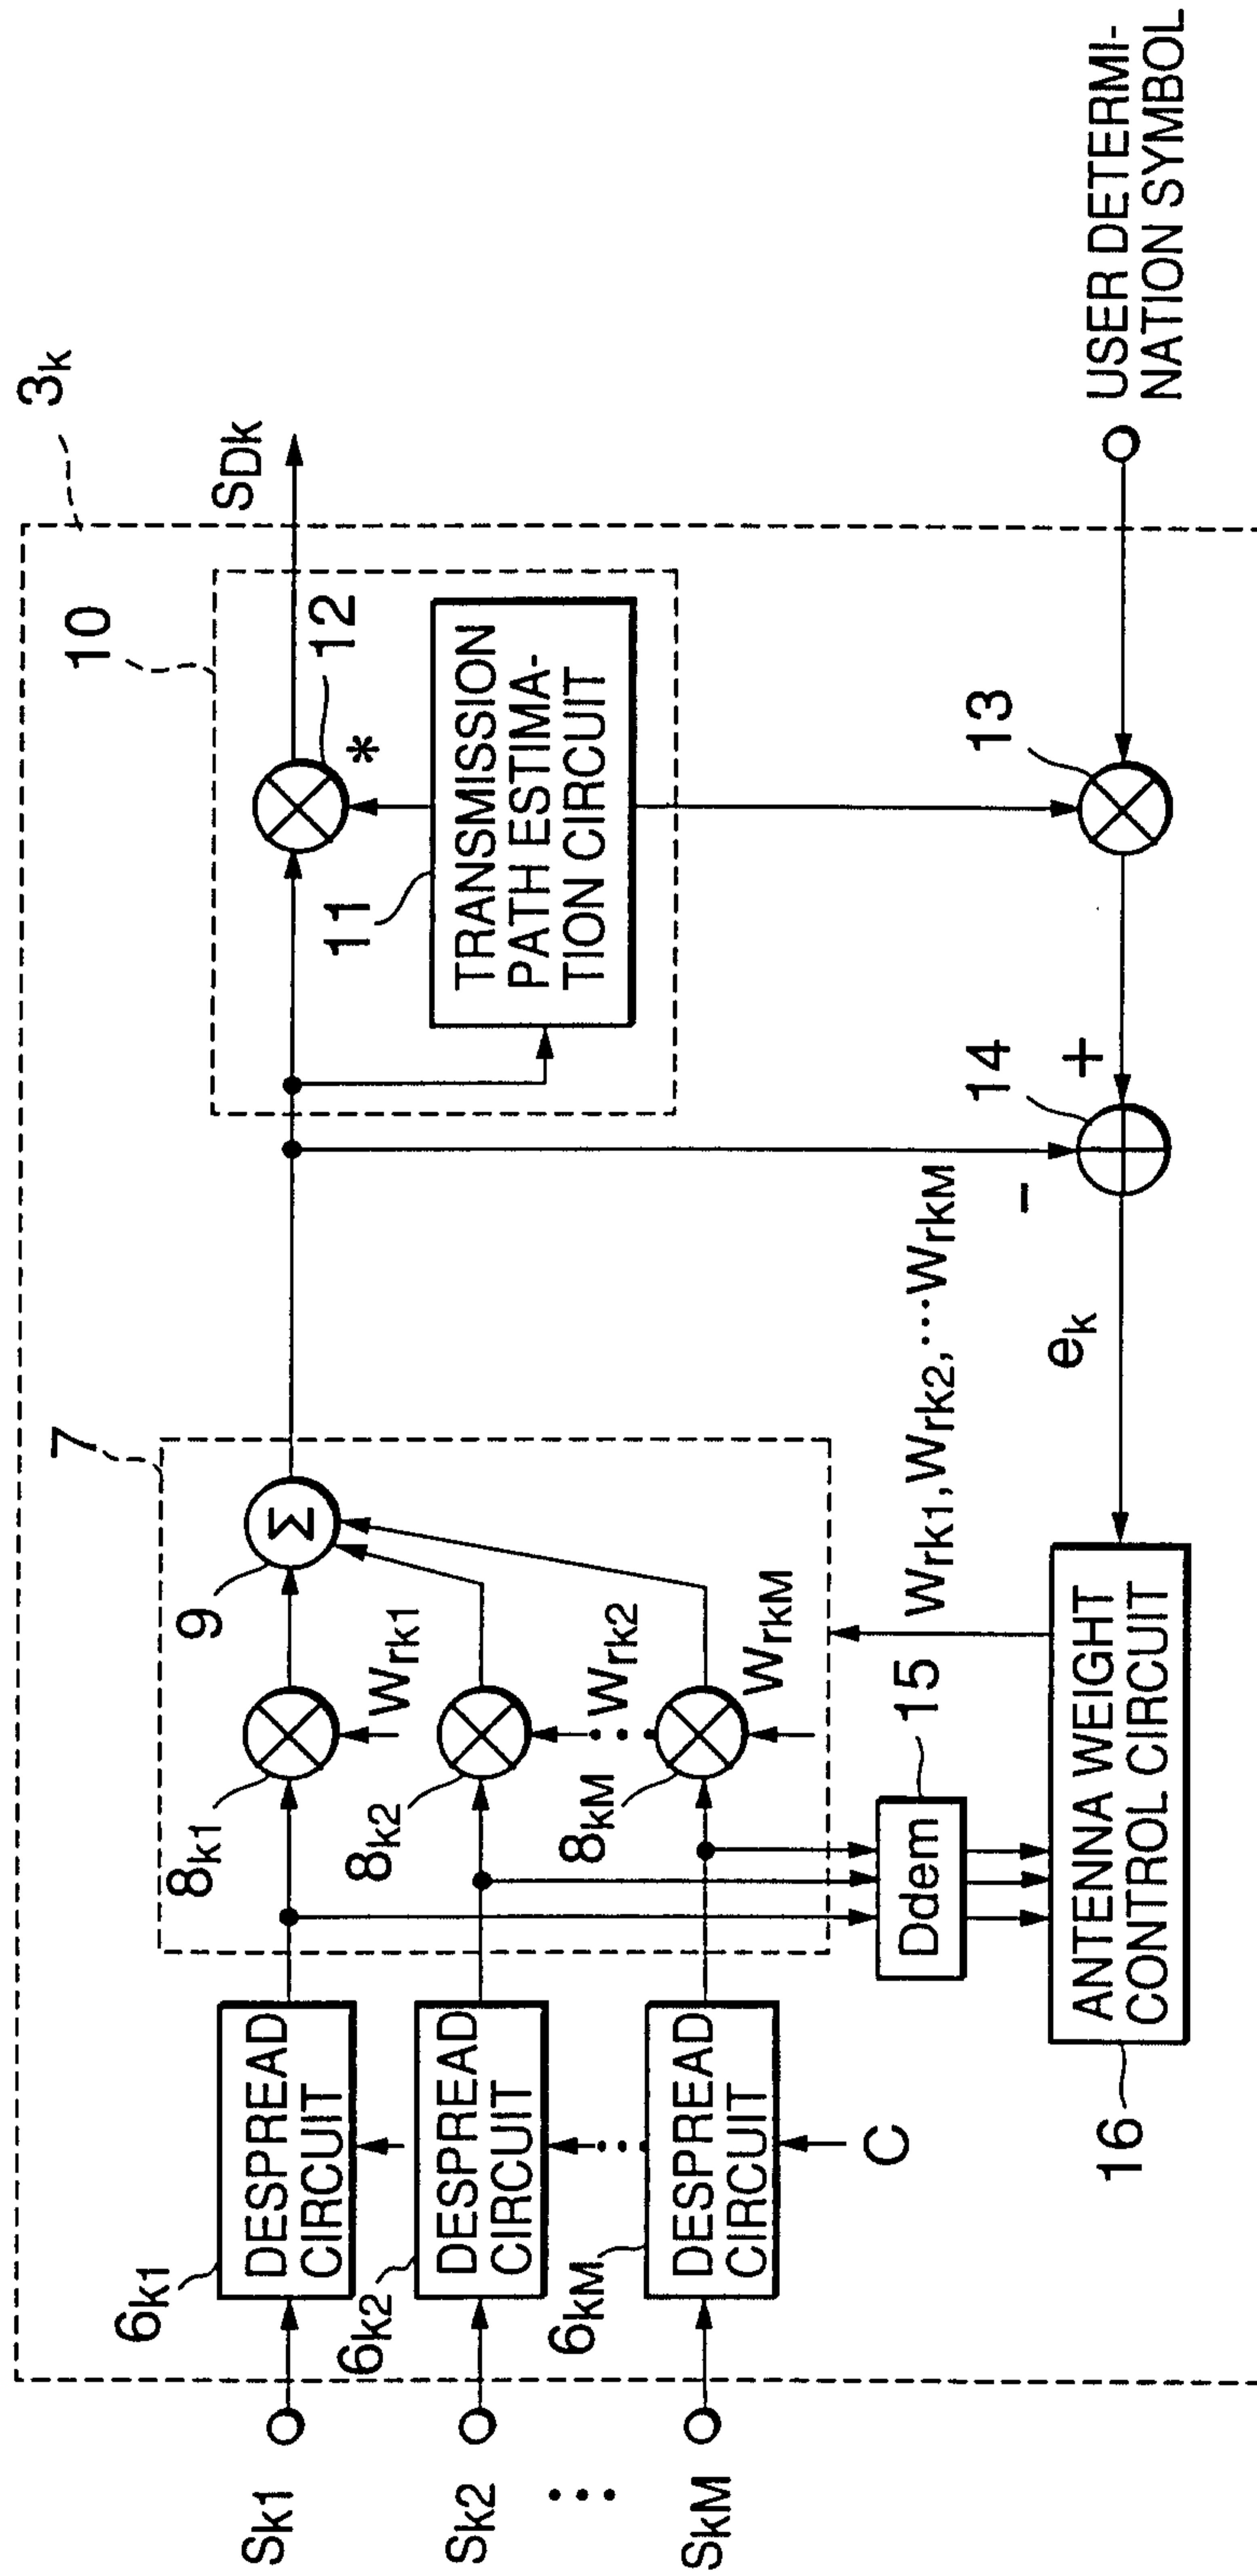 3k
10
SDk
12
*
11
TRANSMISSION
PATH ESTIMA-
TION CIRCUIT
7
9
Σ
8k1
Wrk1
8k2
Wrk2
...
8kM
WrkM
6k1
DESPREAD
CIRCUIT
6k2
DESPREAD
CIRCUIT
...
6kM
DESPREAD
CIRCUIT
C
Sk1
Sk2
...
SkM
15
Ddem
Wrk1,Wrk2,...WrkM
16
ANTENNA WEIGHT
CONTROL CIRCUIT
ek
14
+
-
13
USER DETERMI-
NATION SYMBOL